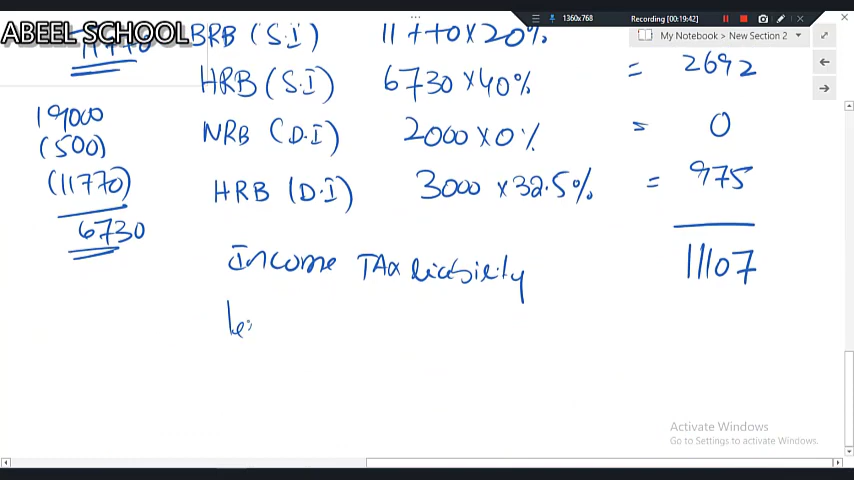 1360x768
Recording [00:19:42]
ABEEL SCHOOL
My Notebook > New Section 2
11770
BRB (S.I) 11770 x 20%
HRB (S.I) 6730 x 40% = 2692
19000
(500)
(11770)
6730
NRB (D.I) 2000 x 0% = 0
HRB (D.I) 3000 x 32.5% = 975
Income TAx liability 11107
le
Activate Windows
Go to Settings to activate Windows.